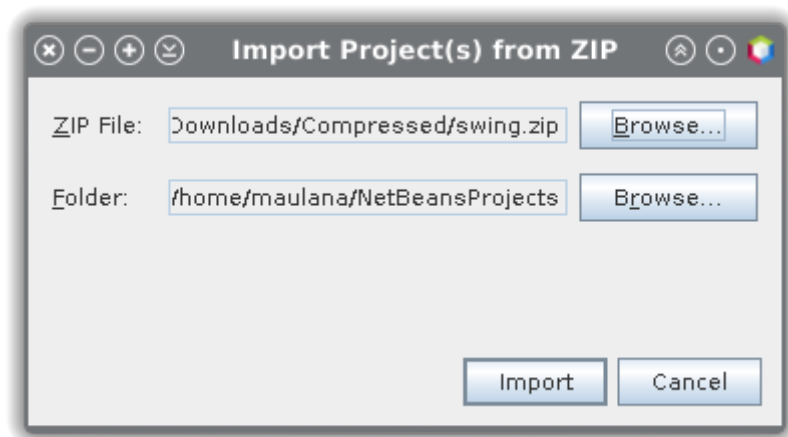 Import Project(s) from ZIP
ZIP File: Downloads/Compressed/swing.zip Browse...
Folder: /home/maulana/NetBeansProjects Browse...
Import Cancel